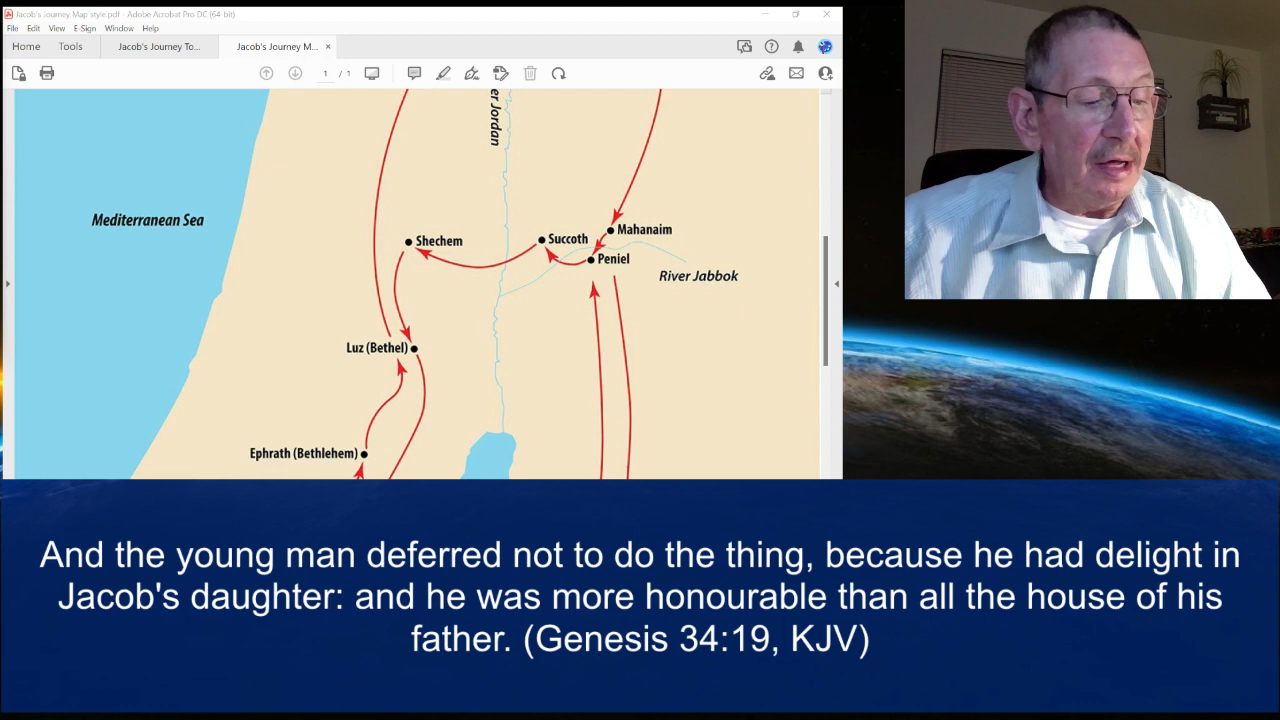 Jacob's Journey Map style.pdf - Adobe Acrobat Pro DC (64-bit)
File Edit View E-Sign Window Help
Home Tools Jacob's Journey To... Jacob's Journey M... ×
1 / 1
er Jordan
Mediterranean Sea
Mahanaim
Shechem
Succoth
Peniel
River Jabbok
Luz (Bethel)
Ephrath (Bethlehem)
And the young man deferred not to do the thing, because he had delight in
Jacob's daughter: and he was more honourable than all the house of his
father. (Genesis 34:19, KJV)